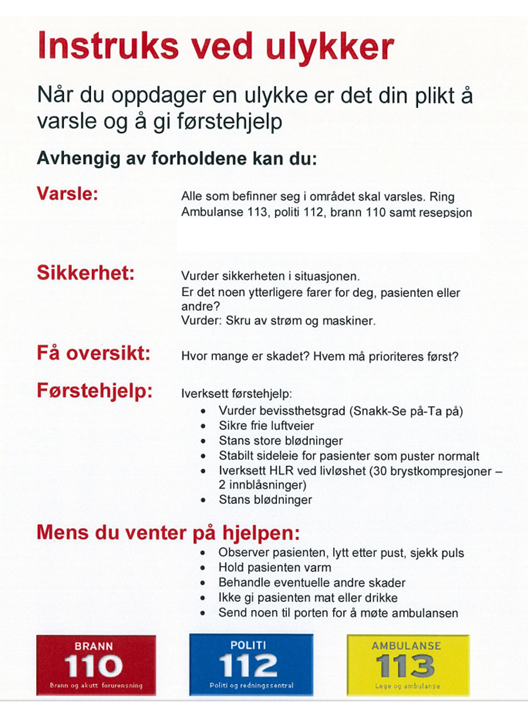 Instruks ved ulykker
Når du oppdager en ulykke er det din plikt å
varsle og å gi førstehjelp
Avhengig av forholdene kan du:
Varsle:
Alle som befinner seg i området skal varsles. Ring
Ambulanse 113, politi 112, brann 110 samt resepsjon
Sikkerhet:
Vurder sikkerheten i situasjonen.
Er det noen ytterligere farer for deg, pasienten eller
andre?
Vurder: Skru av strøm og maskiner.
Få oversikt:
Hvor mange er skadet? Hvem må prioriteres først?
Førstehjelp:
Iverksett førstehjelp:
• Vurder bevissthetsgrad (Snakk-Se på-Ta på)
• Sikre frie luftveier
• Stans store blødninger
• Stabilt sideleie for pasienter som puster normalt
• Iverksett HLR ved livløshet (30 brystkompresjoner –
2 innblåsninger)
• Stans blødninger
Mens du venter på hjelpen:
• Observer pasienten, lytt etter pust, sjekk puls
• Hold pasienten varm
• Behandle eventuelle andre skader
• Ikke gi pasienten mat eller drikke
• Send noen til porten for å møte ambulansen
BRANN
110
Brann og akutt forurensning
POLITI
112
Politi og redningssentral
AMBULANSE
113
Lege og ambulanse